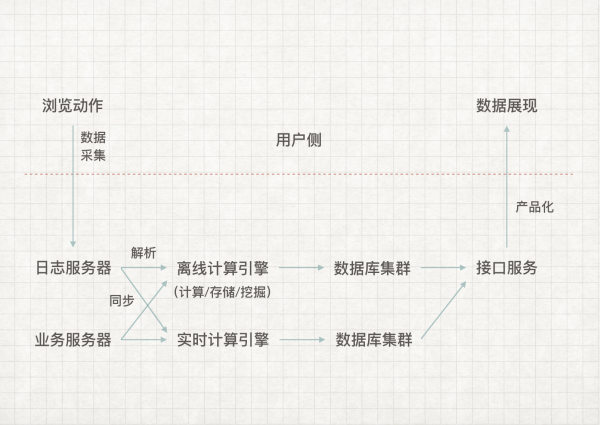 浏览动作
数据展现
数据
采集
用户侧
产品化
解析
日志服务器
离线计算引擎
数据库集群
接口服务
(计算/存储/挖掘)
同步
业务服务器
实时计算引擎
数据库集群